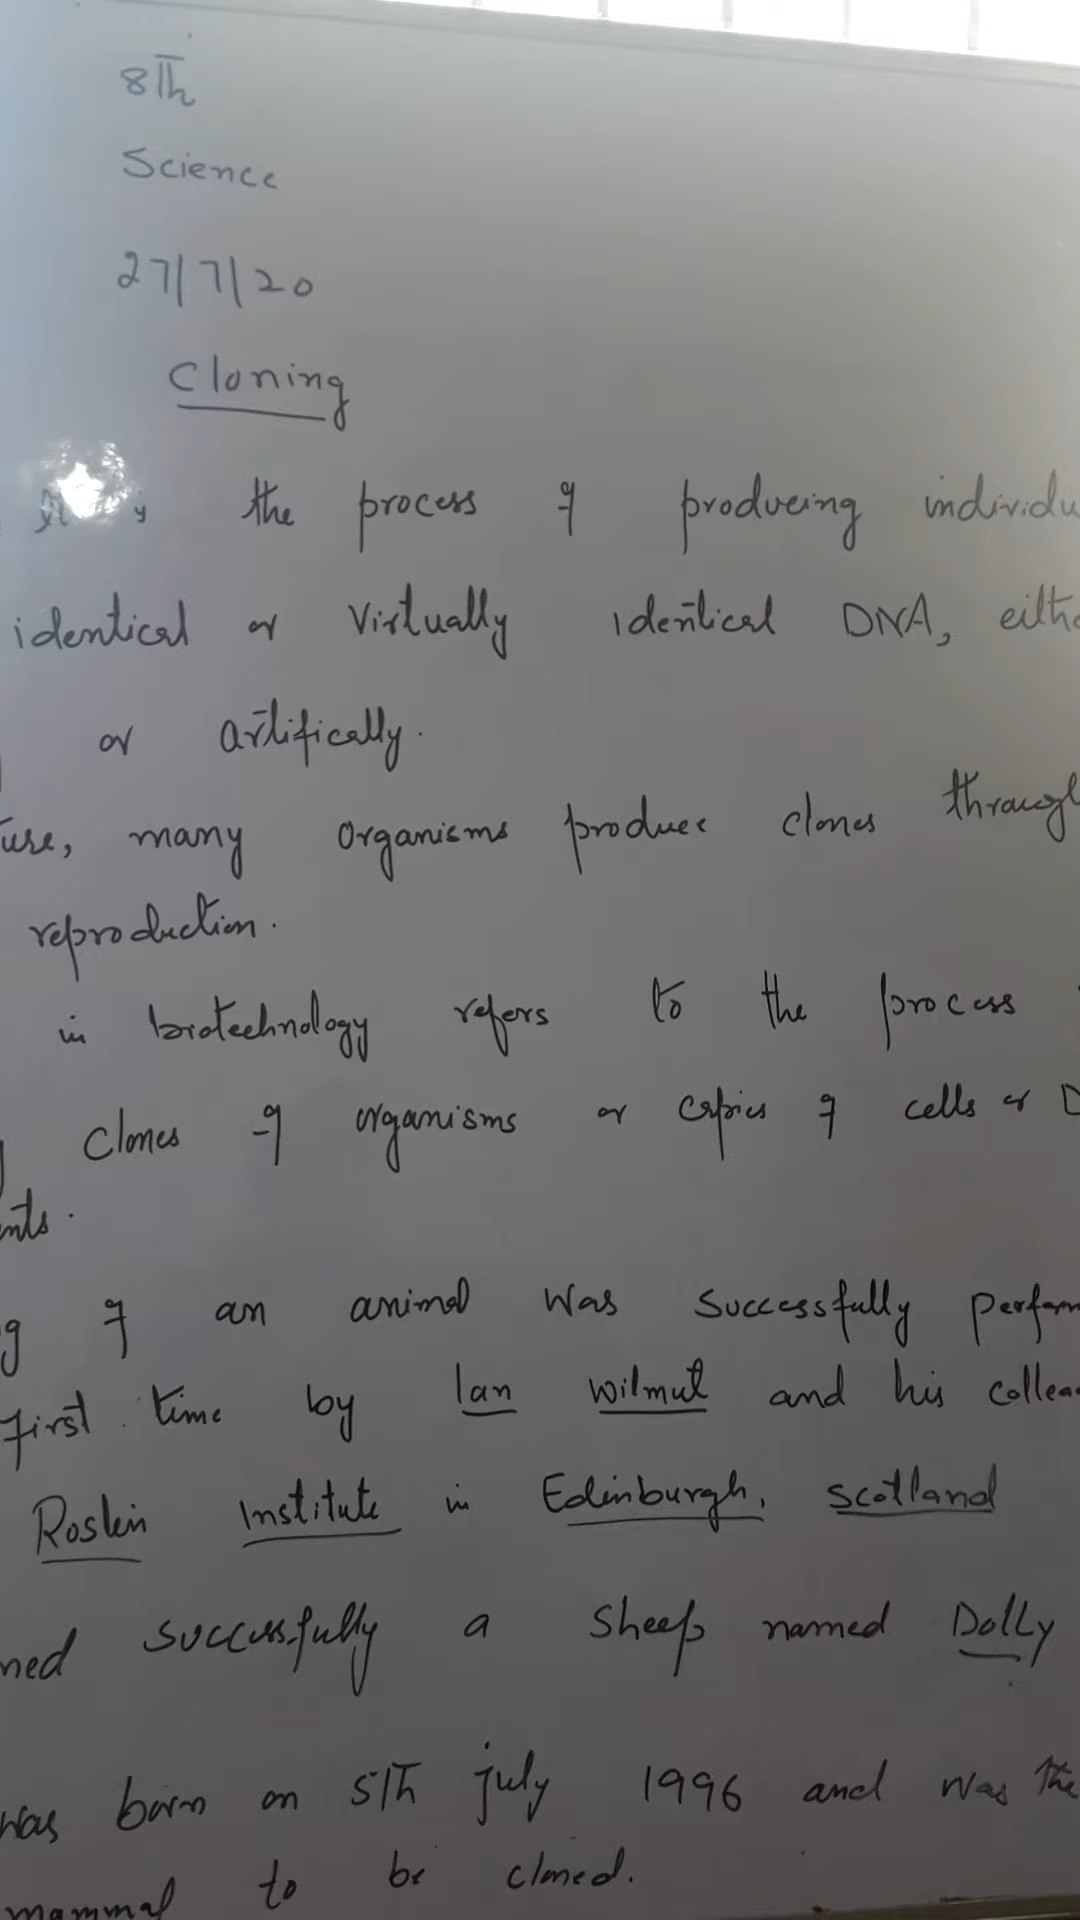 8Th
Science
27/7/20
Cloning
the process of producing individu
identical or virtually identical DNA, eithe
or artifically.
ture, many organisms produce clones through
reproduction.
in biotechnology refers to the process
clones of organisms or copies of cells or D
nts.
g of an animal was successfully perform
first time by Ian wilmut and his collea
Roslin Institute in Edinburgh, scotland
ned successfully a sheep named DoLLy
was born on 5Th july 1996 and was the
mammal to be cloned.